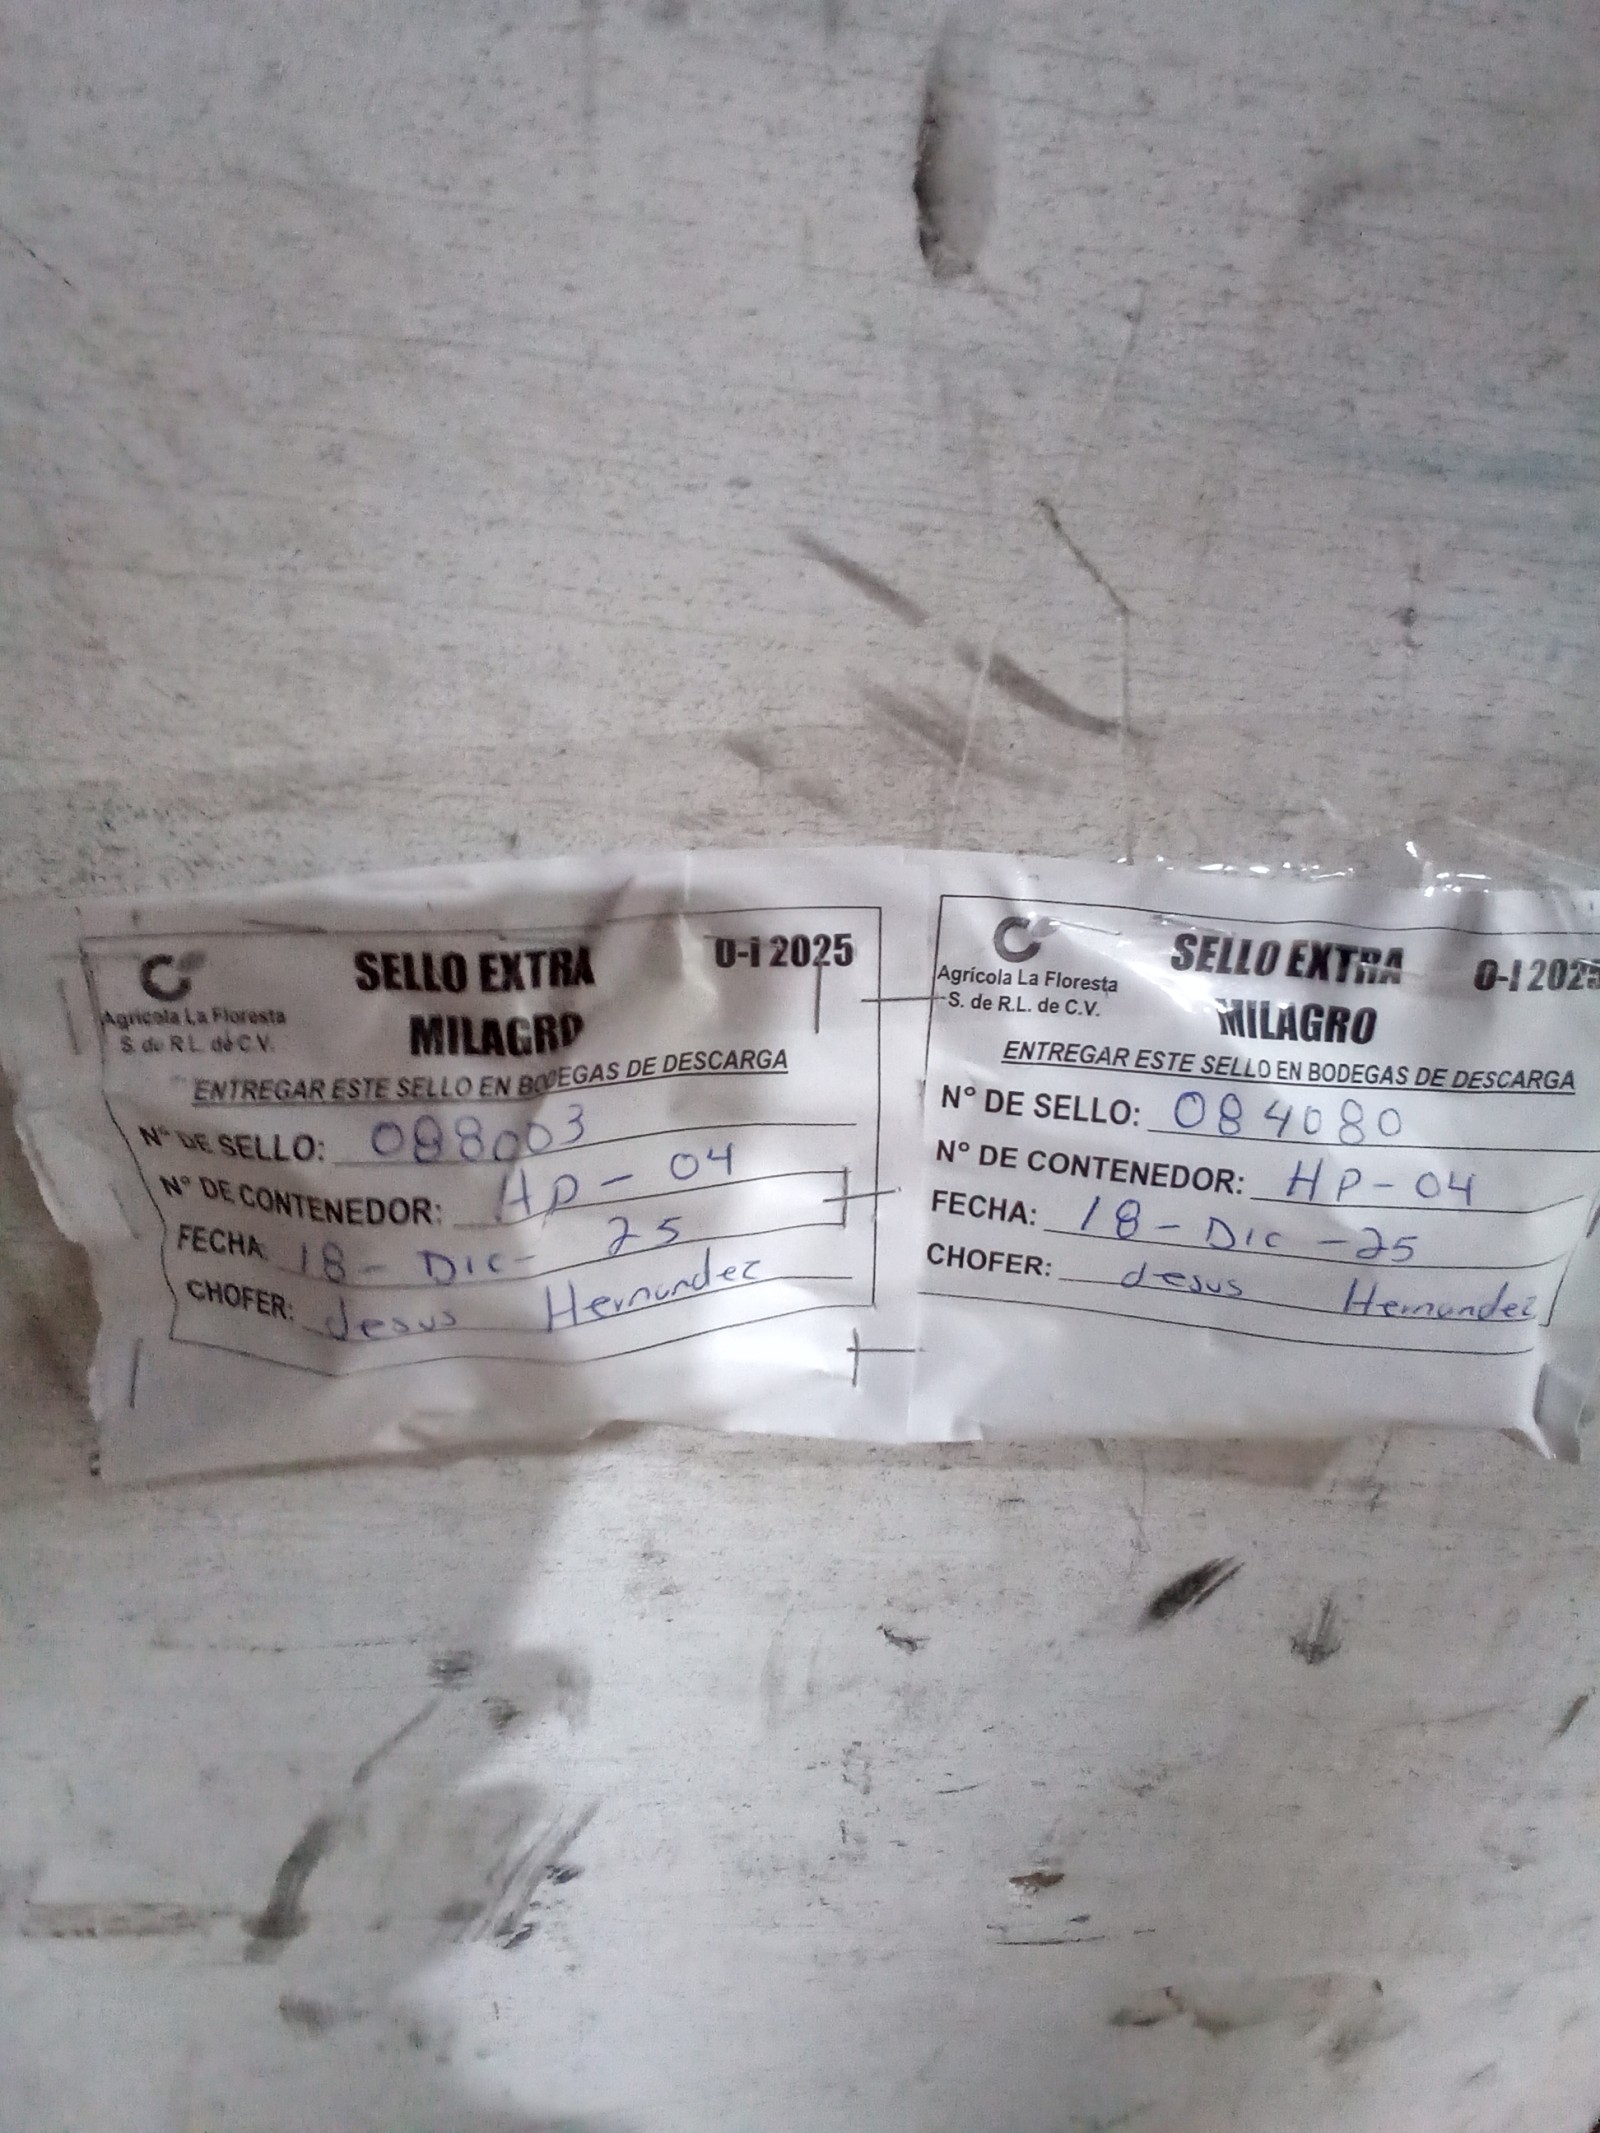 Agrícola La Floresta
S. de R.L. de C.V.
SELLO EXTRA
MILAGRO
O-I 2025
ENTREGAR ESTE SELLO EN BODEGAS DE DESCARGA
N° DE SELLO: 088003
N° DE CONTENEDOR: HP - 04
FECHA: 18 - DIC - 25
CHOFER: Jesus Hernandez
Agrícola La Floresta
S. de R.L. de C.V.
SELLO EXTRA
MILAGRO
O-I 2025
ENTREGAR ESTE SELLO EN BODEGAS DE DESCARGA
N° DE SELLO: 084080
N° DE CONTENEDOR: HP - 04
FECHA: 18 - DIC - 25
CHOFER: Jesus Hernandez